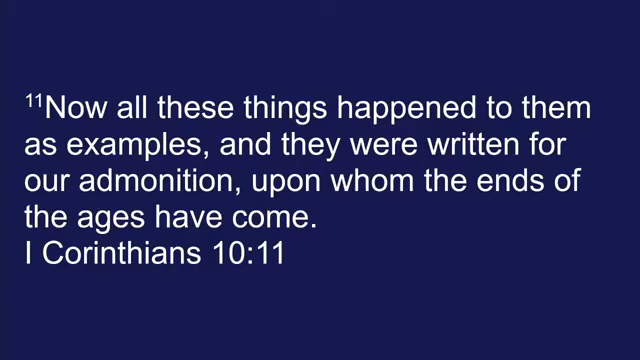 11Now all these things happened to them
as examples, and they were written for
our admonition, upon whom the ends of
the ages have come.
I Corinthians 10:11